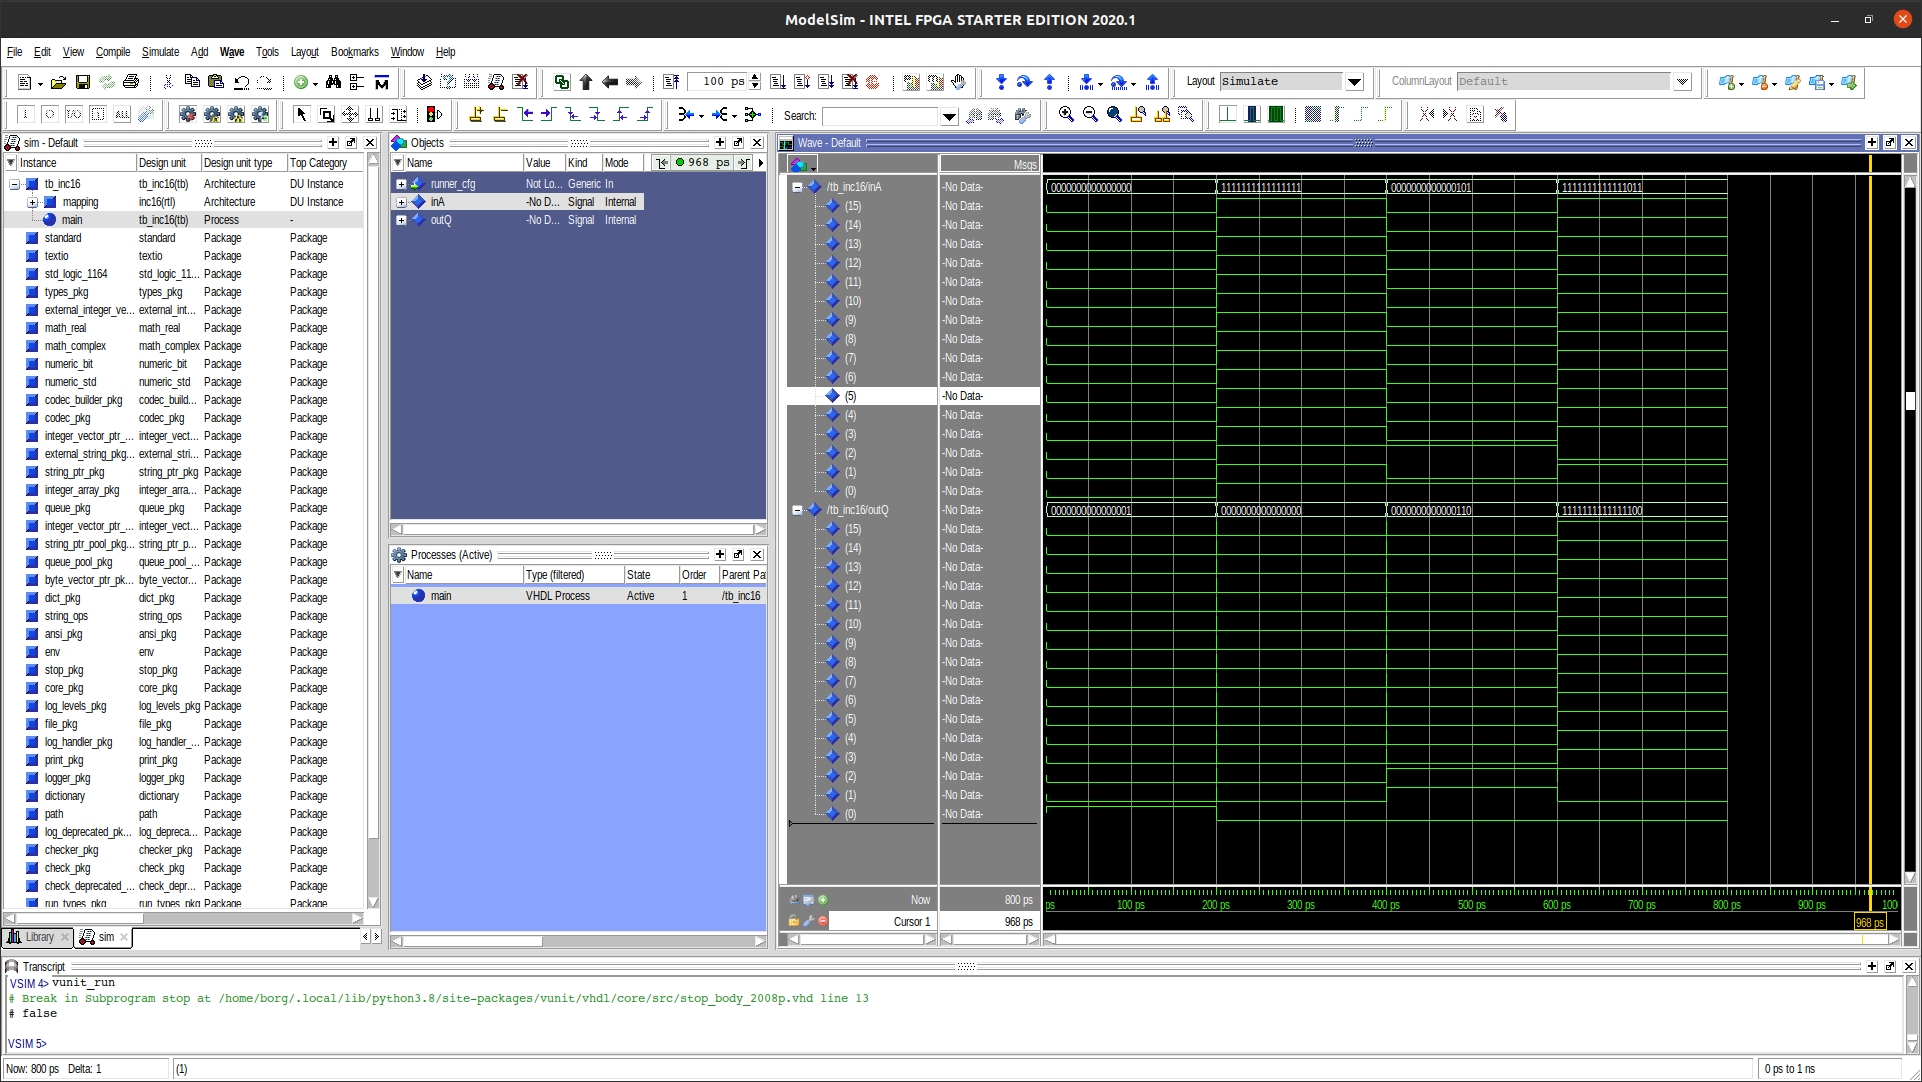 ModelSim - INTEL FPGA STARTER EDITION 2020.1
File Edit View Compile Simulate Add Wave Tools Layout Bookmarks Window Help
100 ps
Layout Simulate
ColumnLayout Default
Search:
sim - Default
Instance Design unit Design unit type Top Category
tb_inc16 tb_inc16(tb) Architecture DU Instance
mapping inc16(rtl) Architecture DU Instance
main tb_inc16(tb) Process -
standard standard Package Package
textio textio Package Package
std_logic_1164 std_logic_11... Package Package
types_pkg types_pkg Package Package
external_integer_ve... external_int... Package Package
math_real math_real Package Package
math_complex math_complex Package Package
numeric_bit numeric_bit Package Package
numeric_std numeric_std Package Package
codec_builder_pkg codec_build... Package Package
codec_pkg codec_pkg Package Package
integer_vector_ptr_... integer_vect... Package Package
external_string_pkg... external_stri... Package Package
string_ptr_pkg string_ptr_pkg Package Package
integer_array_pkg integer_arra... Package Package
queue_pkg queue_pkg Package Package
integer_vector_ptr_... integer_vect... Package Package
string_ptr_pool_pkg... string_ptr_p... Package Package
queue_pool_pkg queue_pool_... Package Package
byte_vector_ptr_pk... byte_vector... Package Package
dict_pkg dict_pkg Package Package
string_ops string_ops Package Package
ansi_pkg ansi_pkg Package Package
env env Package Package
stop_pkg stop_pkg Package Package
core_pkg core_pkg Package Package
log_levels_pkg log_levels_pkg Package Package
file_pkg file_pkg Package Package
log_handler_pkg log_handler_... Package Package
print_pkg print_pkg Package Package
logger_pkg logger_pkg Package Package
dictionary dictionary Package Package
path path Package Package
log_deprecated_pk... log_depreca... Package Package
checker_pkg checker_pkg Package Package
check_pkg check_pkg Package Package
check_deprecated_... check_depr... Package Package
run_types_pkg run_types_pkg Package Package
Library sim
Objects
Name Value Kind Mode 968 ps
runner_cfg Not Lo... Generic In
inA -No D... Signal Internal
outQ -No D... Signal Internal
Processes (Active)
Name Type (filtered) State Order Parent Pa
main VHDL Process Active 1 /tb_inc16
Wave - Default
Msgs
/tb_inc16/inA -No Data- 0000000000000000 1111111111111111 0000000000000101 1111111111111011
(15) -No Data-
(14) -No Data-
(13) -No Data-
(12) -No Data-
(11) -No Data-
(10) -No Data-
(9) -No Data-
(8) -No Data-
(7) -No Data-
(6) -No Data-
(5) -No Data-
(4) -No Data-
(3) -No Data-
(2) -No Data-
(1) -No Data-
(0) -No Data-
/tb_inc16/outQ -No Data- 0000000000000001 0000000000000000 0000000000000110 1111111111111100
(15) -No Data-
(14) -No Data-
(13) -No Data-
(12) -No Data-
(11) -No Data-
(10) -No Data-
(9) -No Data-
(8) -No Data-
(7) -No Data-
(6) -No Data-
(5) -No Data-
(4) -No Data-
(3) -No Data-
(2) -No Data-
(1) -No Data-
(0) -No Data-
Now 800 ps ps 100 ps 200 ps 300 ps 400 ps 500 ps 600 ps 700 ps 800 ps 900 ps 100
Cursor 1 968 ps 968 ps
Transcript
VSIM 4> vunit_run
# Break in Subprogram stop at /home/borg/.local/lib/python3.8/site-packages/vunit/vhdl/core/src/stop_body_2008p.vhd line 13
# false
VSIM 5>
Now: 800 ps Delta: 1 (1) 0 ps to 1 ns